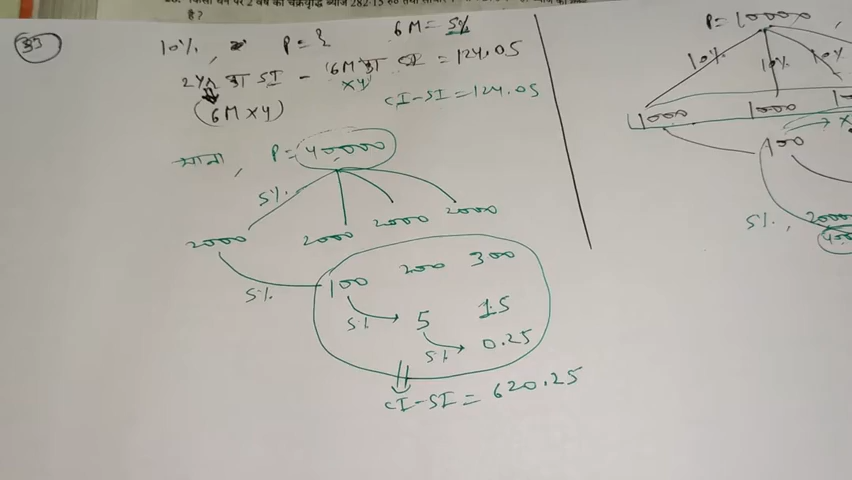 है ?
33
10%, P = ?
6M = 5%
2 Yr का SI - 6M का CI = 124.05
x4
(6M x 4)
CI-SI = 124.05
माना, P = 40000
5%
2000 2000 2000 2000
5%
100 200 300
5% 5 15
5% 0.25
CI-SI = 620.25
P = 10000,
10% 10% 10%
1000 1000
100
5%, 2000